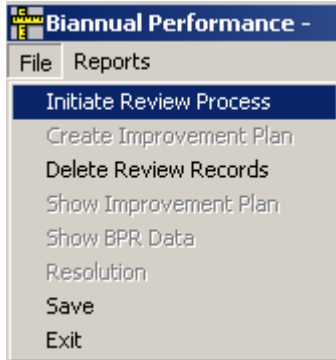 Biannual Performance -
File Reports
Initiate Review Process
Create Improvement Plan
Delete Review Records
Show Improvement Plan
Show BPR Data
Resolution
Save
Exit